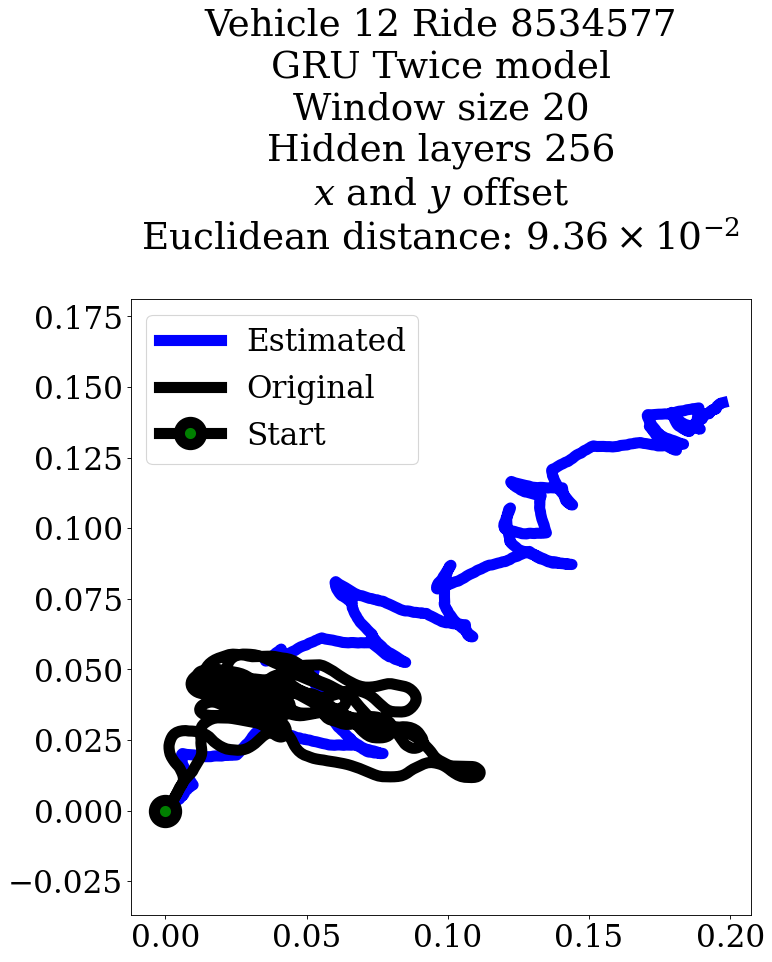 Vehicle 12 Ride 8534577
GRU Twice model
Window size 20
Hidden layers 256
x and y offset
Euclidean distance: 9.36 × 10⁻²
Estimated
Original
Start
0.175
0.150
0.125
0.100
0.075
0.050
0.025
0.000
−0.025
0.00 0.05 0.10 0.15 0.20